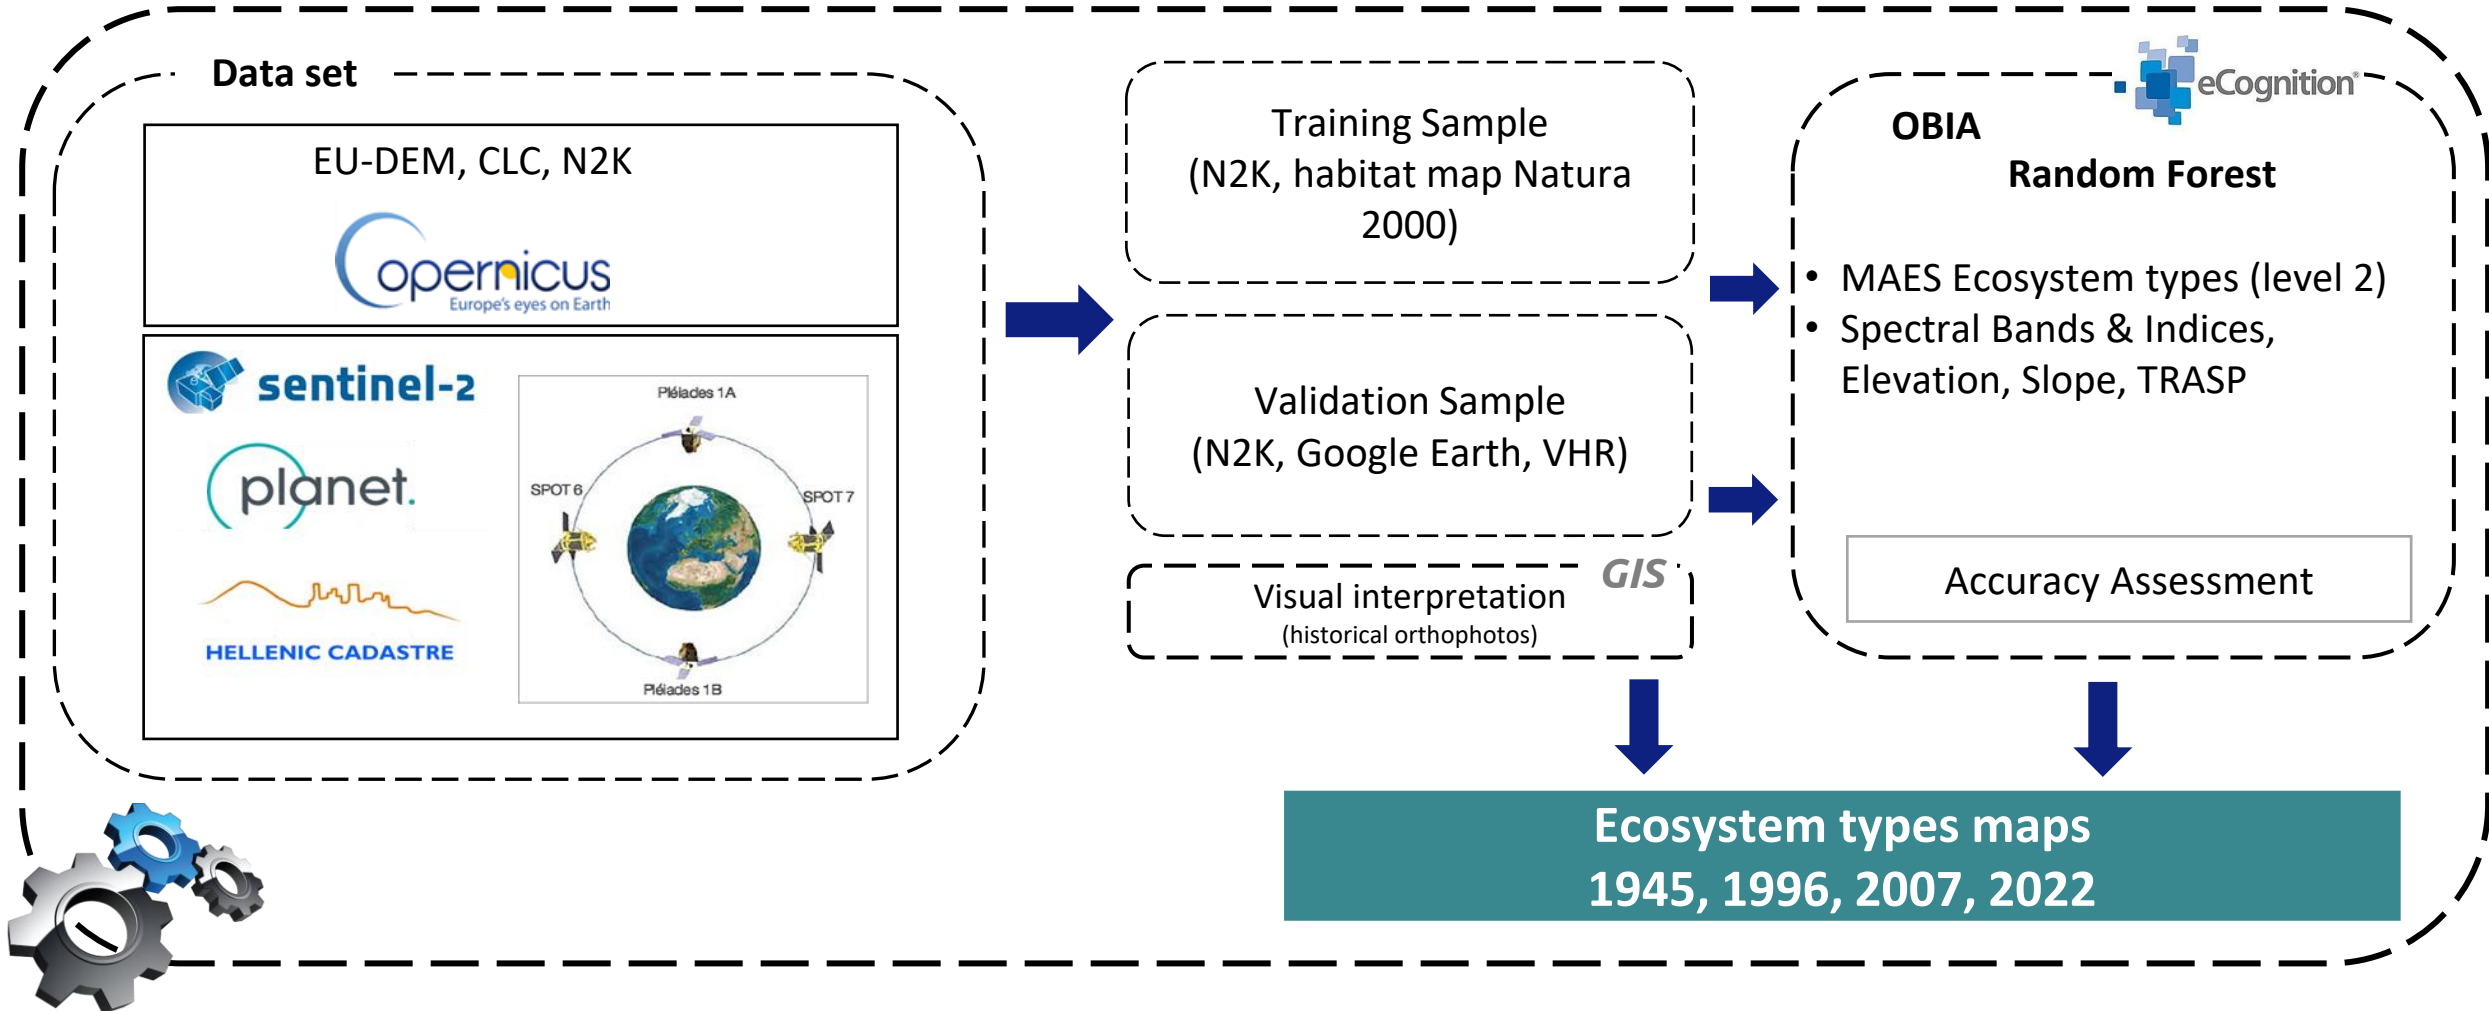 Data set
EU-DEM, CLC, N2K
opernicus
Europe's eyes on Earth
sentinel-2
planet.
HELLENIC CADASTRE
Pléiades 1A
SPOT 6
SPOT 7
Pléiades 1B
Training Sample
(N2K, habitat map Natura
2000)
Validation Sample
(N2K, Google Earth, VHR)
GIS
Visual interpretation
(historical orthophotos)
eCognition®
OBIA
Random Forest
• MAES Ecosystem types (level 2)
• Spectral Bands & Indices,
Elevation, Slope, TRASP
Accuracy Assessment
Ecosystem types maps
1945, 1996, 2007, 2022